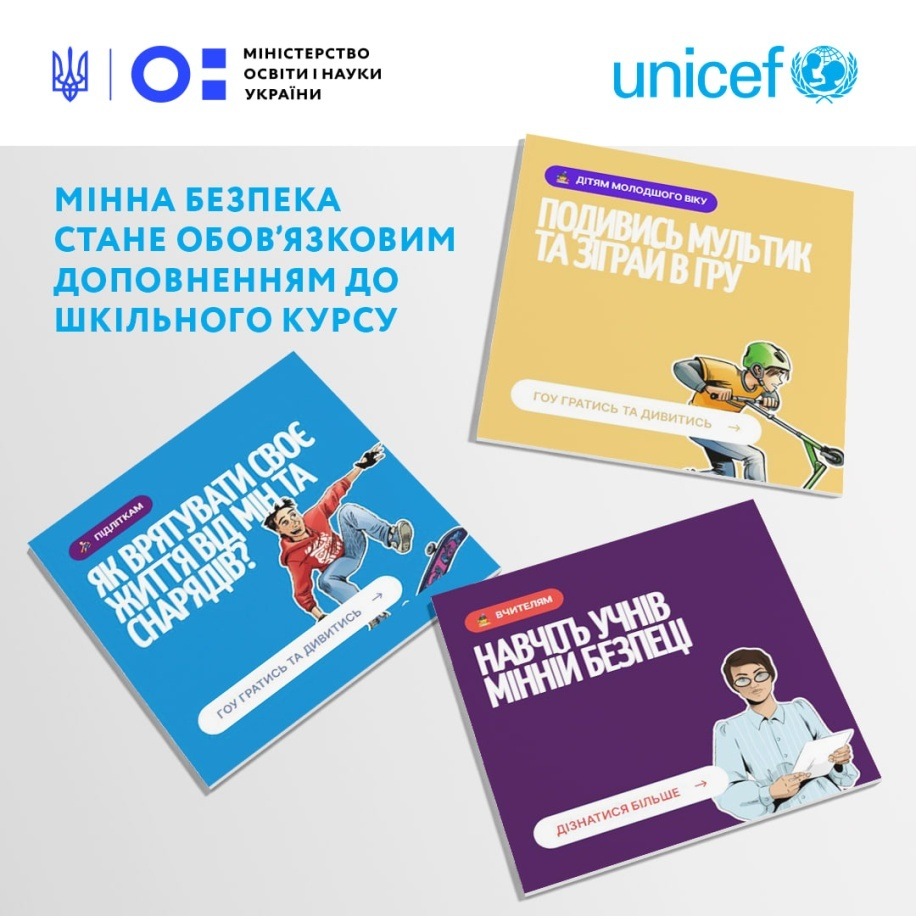 МІНІСТЕРСТВО
ОСВІТИ І НАУКИ
УКРАЇНИ
unicef
МІННА БЕЗПЕКА
СТАНЕ ОБОВ’ЯЗКОВИМ
ДОПОВНЕННЯМ ДО
ШКІЛЬНОГО КУРСУ
ДІТЯМ МОЛОДШОГО ВІКУ
ПОДИВИСЬ МУЛЬТИК
ТА ЗІГРАЙ В ГРУ
ГОУ ГРАТИСЬ ТА ДИВИТИСЬ →
ПІДЛІТКАМ
ЯК ВРЯТУВАТИ СВОЄ
ЖИТТЯ ВІД МІН ТА
СНАРЯДІВ?
ГОУ ГРАТИСЬ ТА ДИВИТИСЬ →
ВЧИТЕЛЯМ
НАВЧІТЬ УЧНІВ
МІННІЙ БЕЗПЕЦІ
ДІЗНАТИСЯ БІЛЬШЕ →